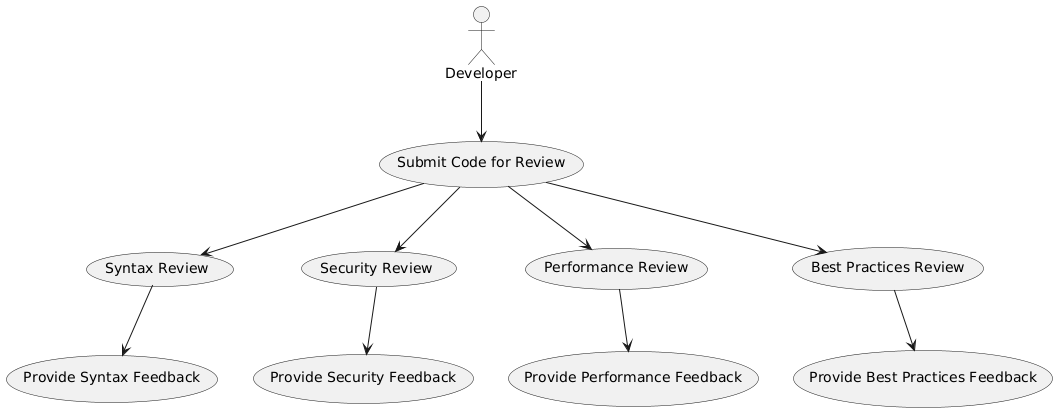 Developer
Submit Code for Review
Syntax Review
Security Review
Performance Review
Best Practices Review
Provide Syntax Feedback
Provide Security Feedback
Provide Performance Feedback
Provide Best Practices Feedback